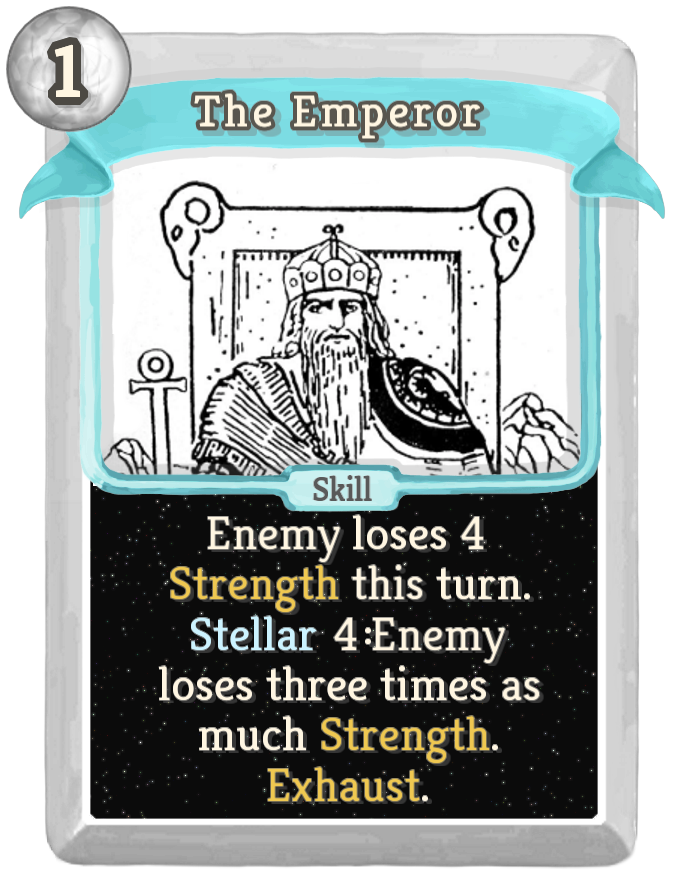 1
The Emperor
Skill
Enemy loses 4
Strength this turn.
Stellar 4:Enemy
loses three times as
much Strength.
Exhaust.